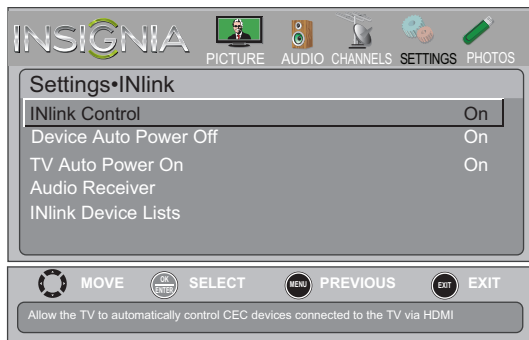 INSIGNIA
PICTURE AUDIO CHANNELS SETTINGS PHOTOS
Settings•INlink
INlink Control On
Device Auto Power Off On
TV Auto Power On On
Audio Receiver
INlink Device Lists
MOVE OK ENTER SELECT MENU PREVIOUS EXIT EXIT
Allow the TV to automatically control CEC devices connected to the TV via HDMI